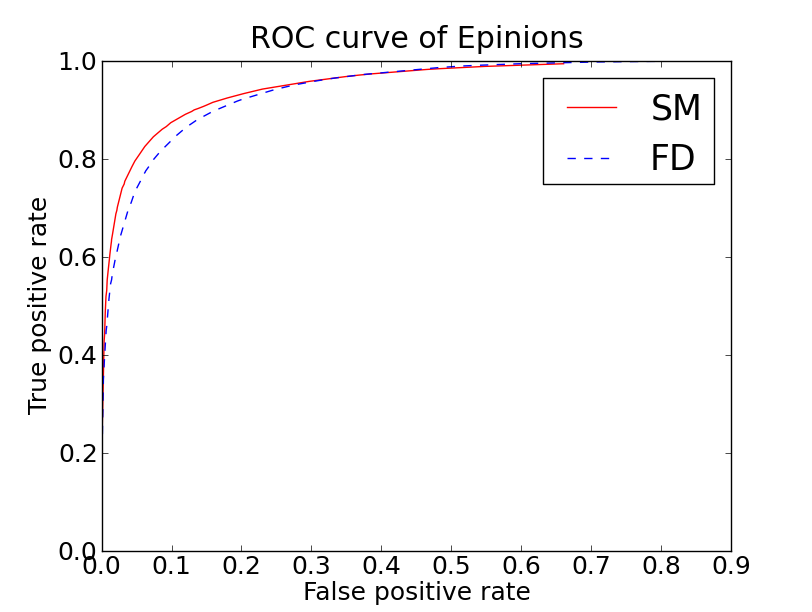 ROC curve of Epinions
SM
FD
True positive rate
1.0
0.8
0.6
0.4
0.2
0.0
0.0 0.1 0.2 0.3 0.4 0.5 0.6 0.7 0.8 0.9
False positive rate